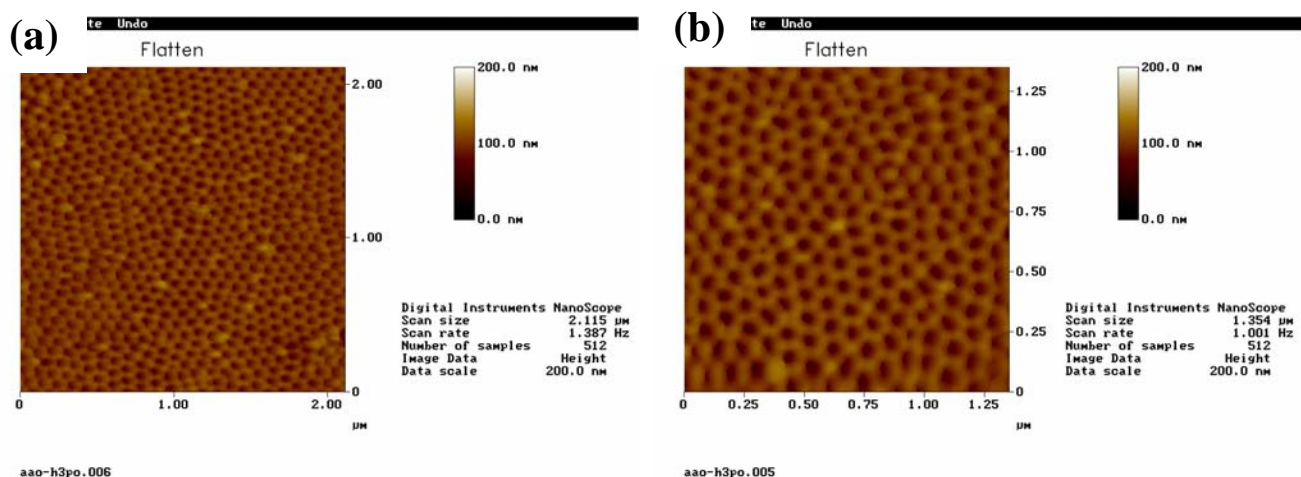 (a)
te Undo
Flatten
200.0 nM
100.0 nM
0.0 nM
2.00
1.00
0
0 1.00 2.00
μM
Digital Instruments NanoScope
Scan size 2.115 μM
Scan rate 1.387 Hz
Number of samples 512
Image Data Height
Data scale 200.0 nM
aao-h3po.006
(b)
te Undo
Flatten
200.0 nM
100.0 nM
0.0 nM
1.25
1.00
0.75
0.50
0.25
0
0 0.25 0.50 0.75 1.00 1.25
μM
Digital Instruments NanoScope
Scan size 1.354 μM
Scan rate 1.001 Hz
Number of samples 512
Image Data Height
Data scale 200.0 nM
aao-h3po.005